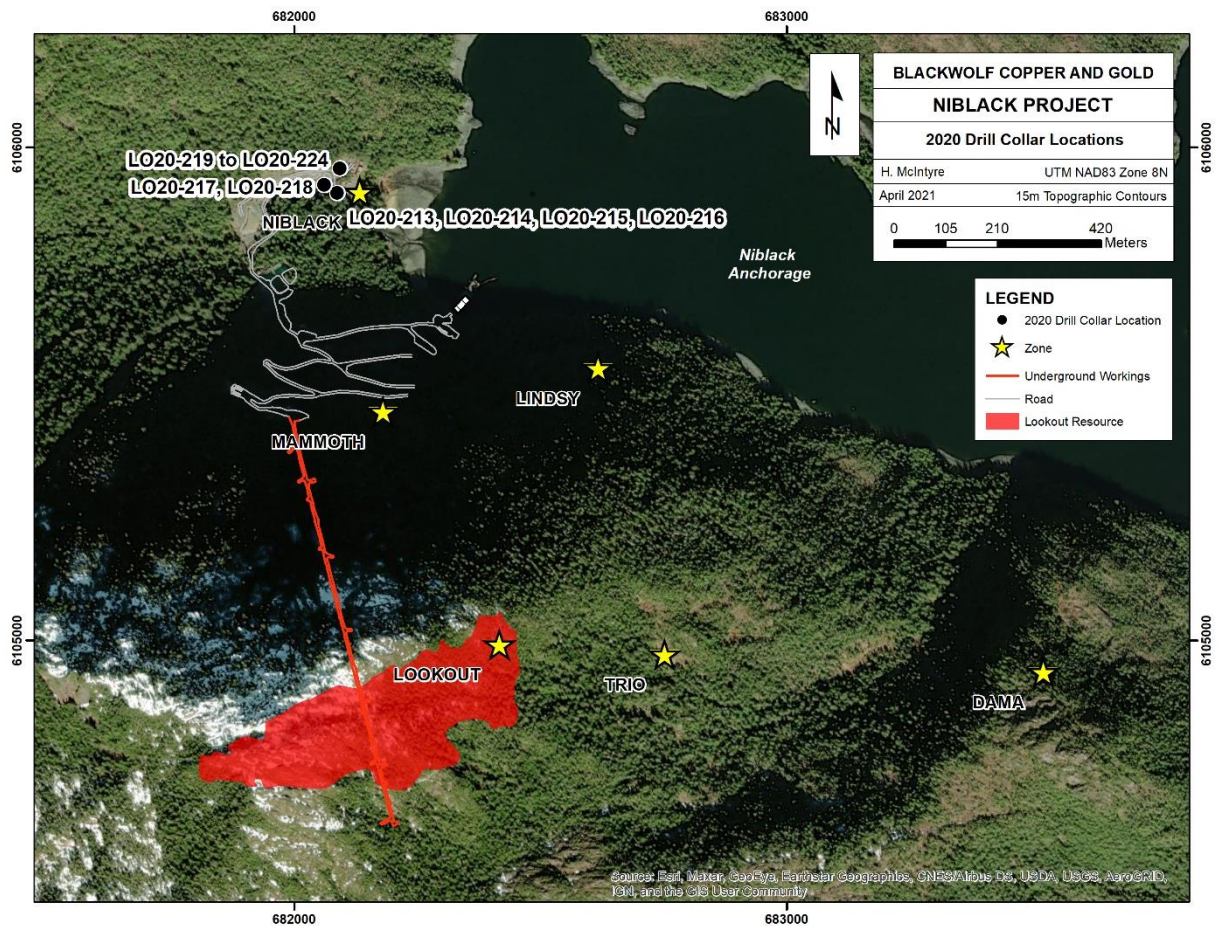 682000
683000
BLACKWOLF COPPER AND GOLD
NIBLACK PROJECT
2020 Drill Collar Locations
H. McIntyre UTM NAD83 Zone 8N
April 2021 15m Topographic Contours
0 105 210 420
Meters
N
6106000
6106000
LO20-219 to LO20-224
LO20-217, LO20-218
NIBLACK
LO20-213, LO20-214, LO20-215, LO20-216
Niblack
Anchorage
LEGEND
2020 Drill Collar Location
Zone
Underground Workings
Road
Lookout Resource
LINDSY
MAMMOTH
6105000
6105000
LOOKOUT
TRIO
DAMA
Source: Esri, Maxar, GeoEye, Earthstar Geographics, CNES/Airbus DS, USDA, USGS, AeroGRID,
IGN, and the GIS User Community
682000
683000